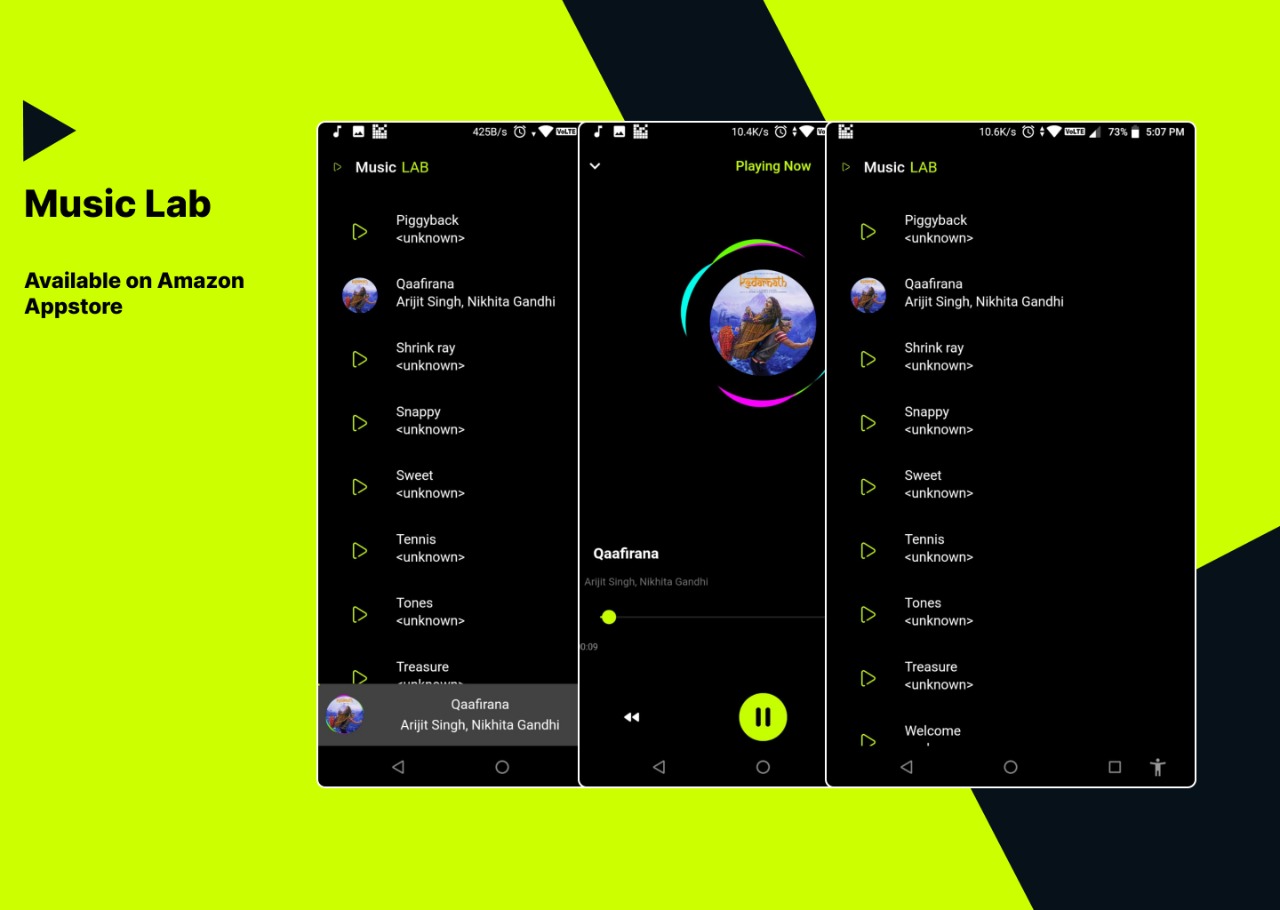 Music Lab
Available on Amazon
Appstore
425B/s VoLTE
Music LAB
Piggyback
<unknown>
Qaafirana
Arijit Singh, Nikhita Gandhi
Shrink ray
<unknown>
Snappy
<unknown>
Sweet
<unknown>
Tennis
<unknown>
Tones
<unknown>
Treasure
Qaafirana
Arijit Singh, Nikhita Gandhi
10.4K/s
Playing Now
kedarnath
Qaafirana
Arijit Singh, Nikhita Gandhi
0:09
10.6K/s VoLTE 73% 5:07 PM
Music LAB
Piggyback
<unknown>
Qaafirana
Arijit Singh, Nikhita Gandhi
Shrink ray
<unknown>
Snappy
<unknown>
Sweet
<unknown>
Tennis
<unknown>
Tones
<unknown>
Treasure
<unknown>
Welcome